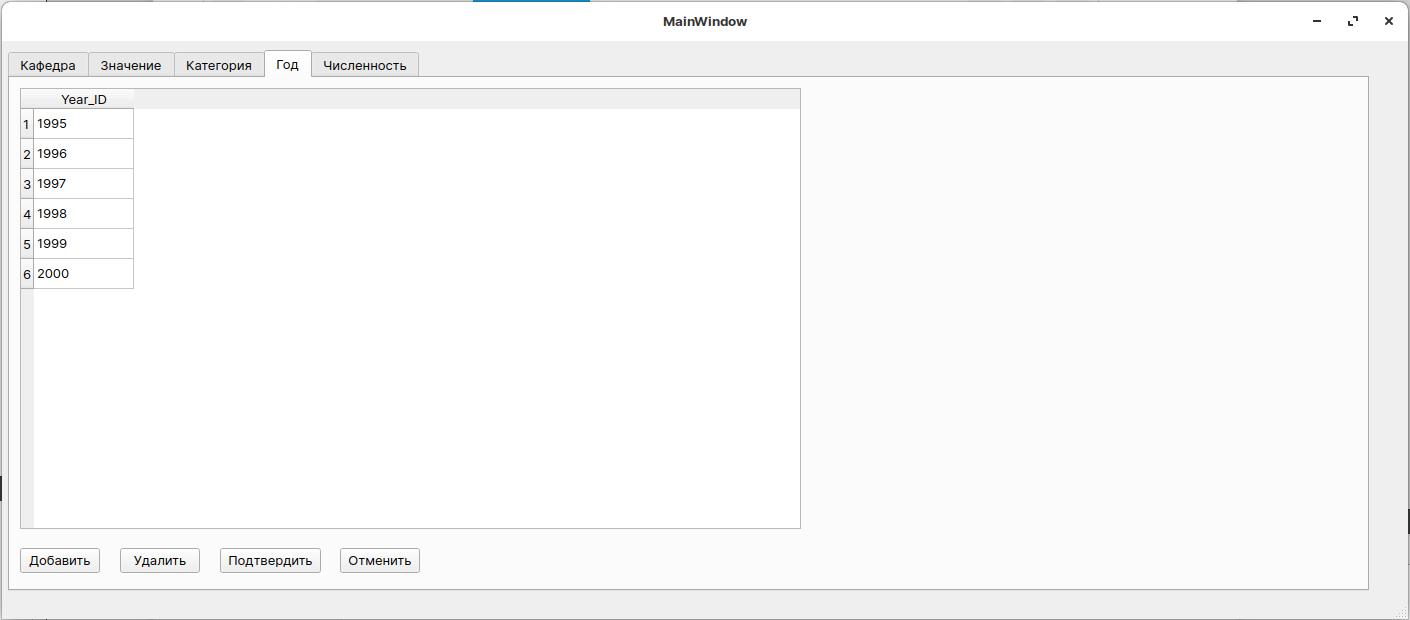 MainWindow
Кафедра Значение Категория Год Численность
Year_ID
1 1995
2 1996
3 1997
4 1998
5 1999
6 2000
Добавить Удалить Подтвердить Отменить